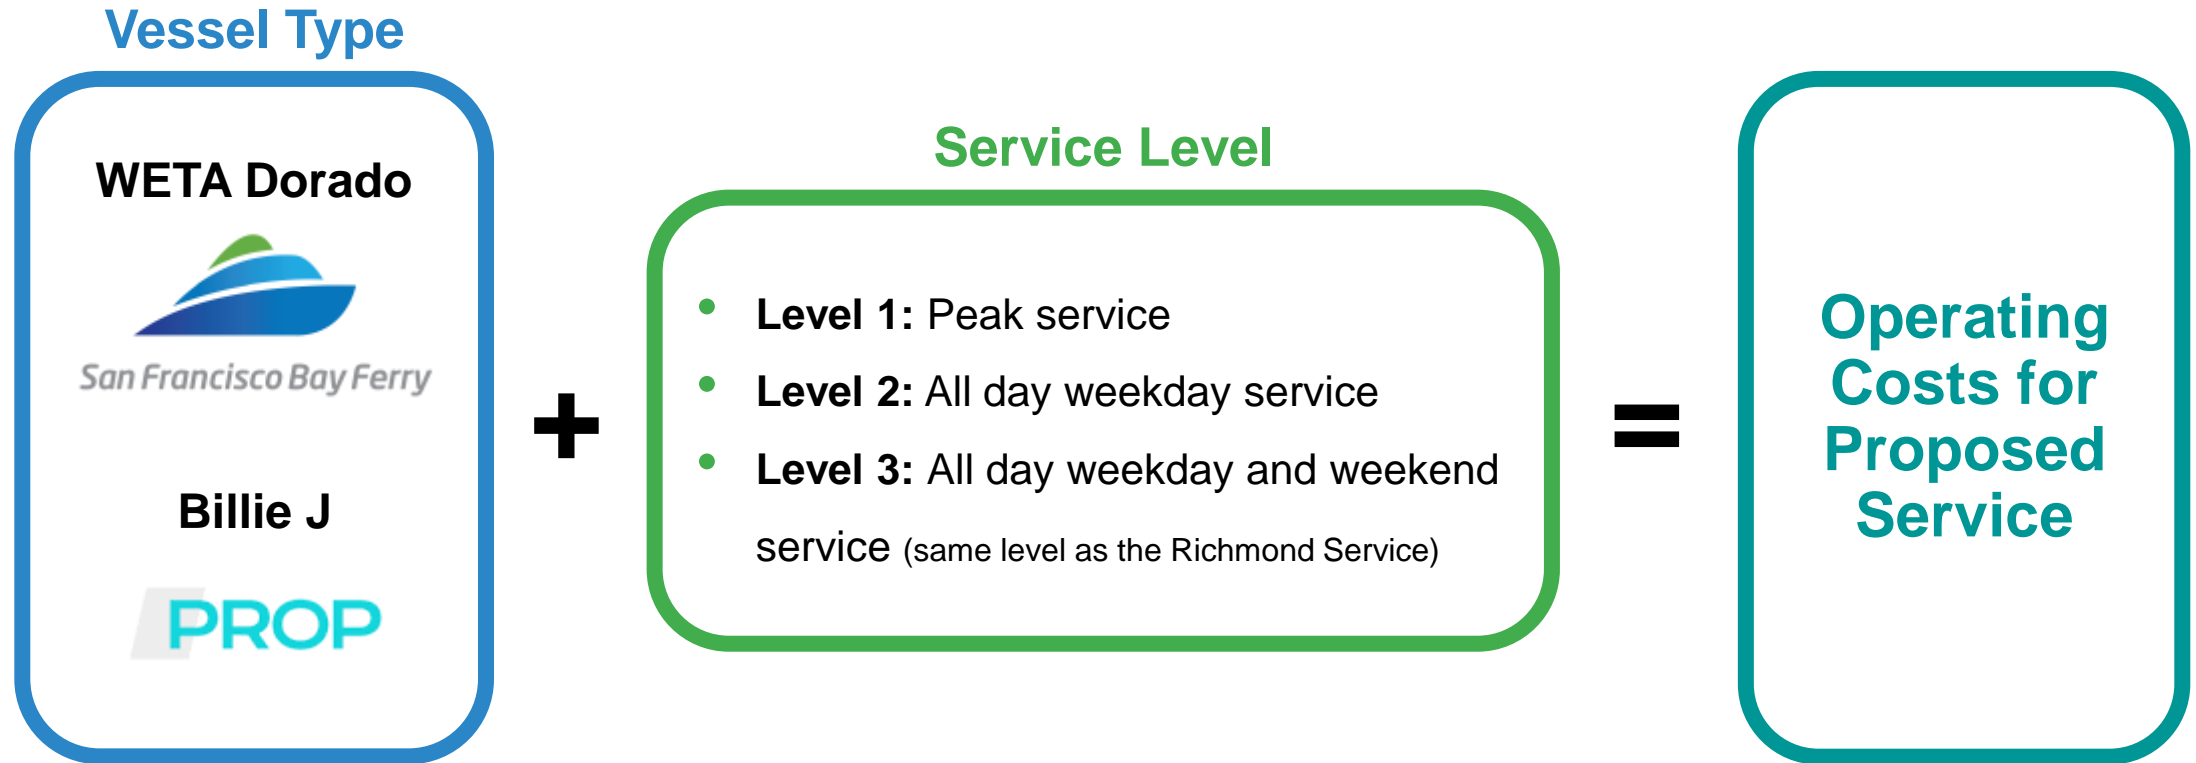 Vessel Type
WETA Dorado
San Francisco Bay Ferry
Billie J
PROP
+
Service Level
• Level 1: Peak service
• Level 2: All day weekday service
• Level 3: All day weekday and weekend
service (same level as the Richmond Service)
=
Operating
Costs for
Proposed
Service